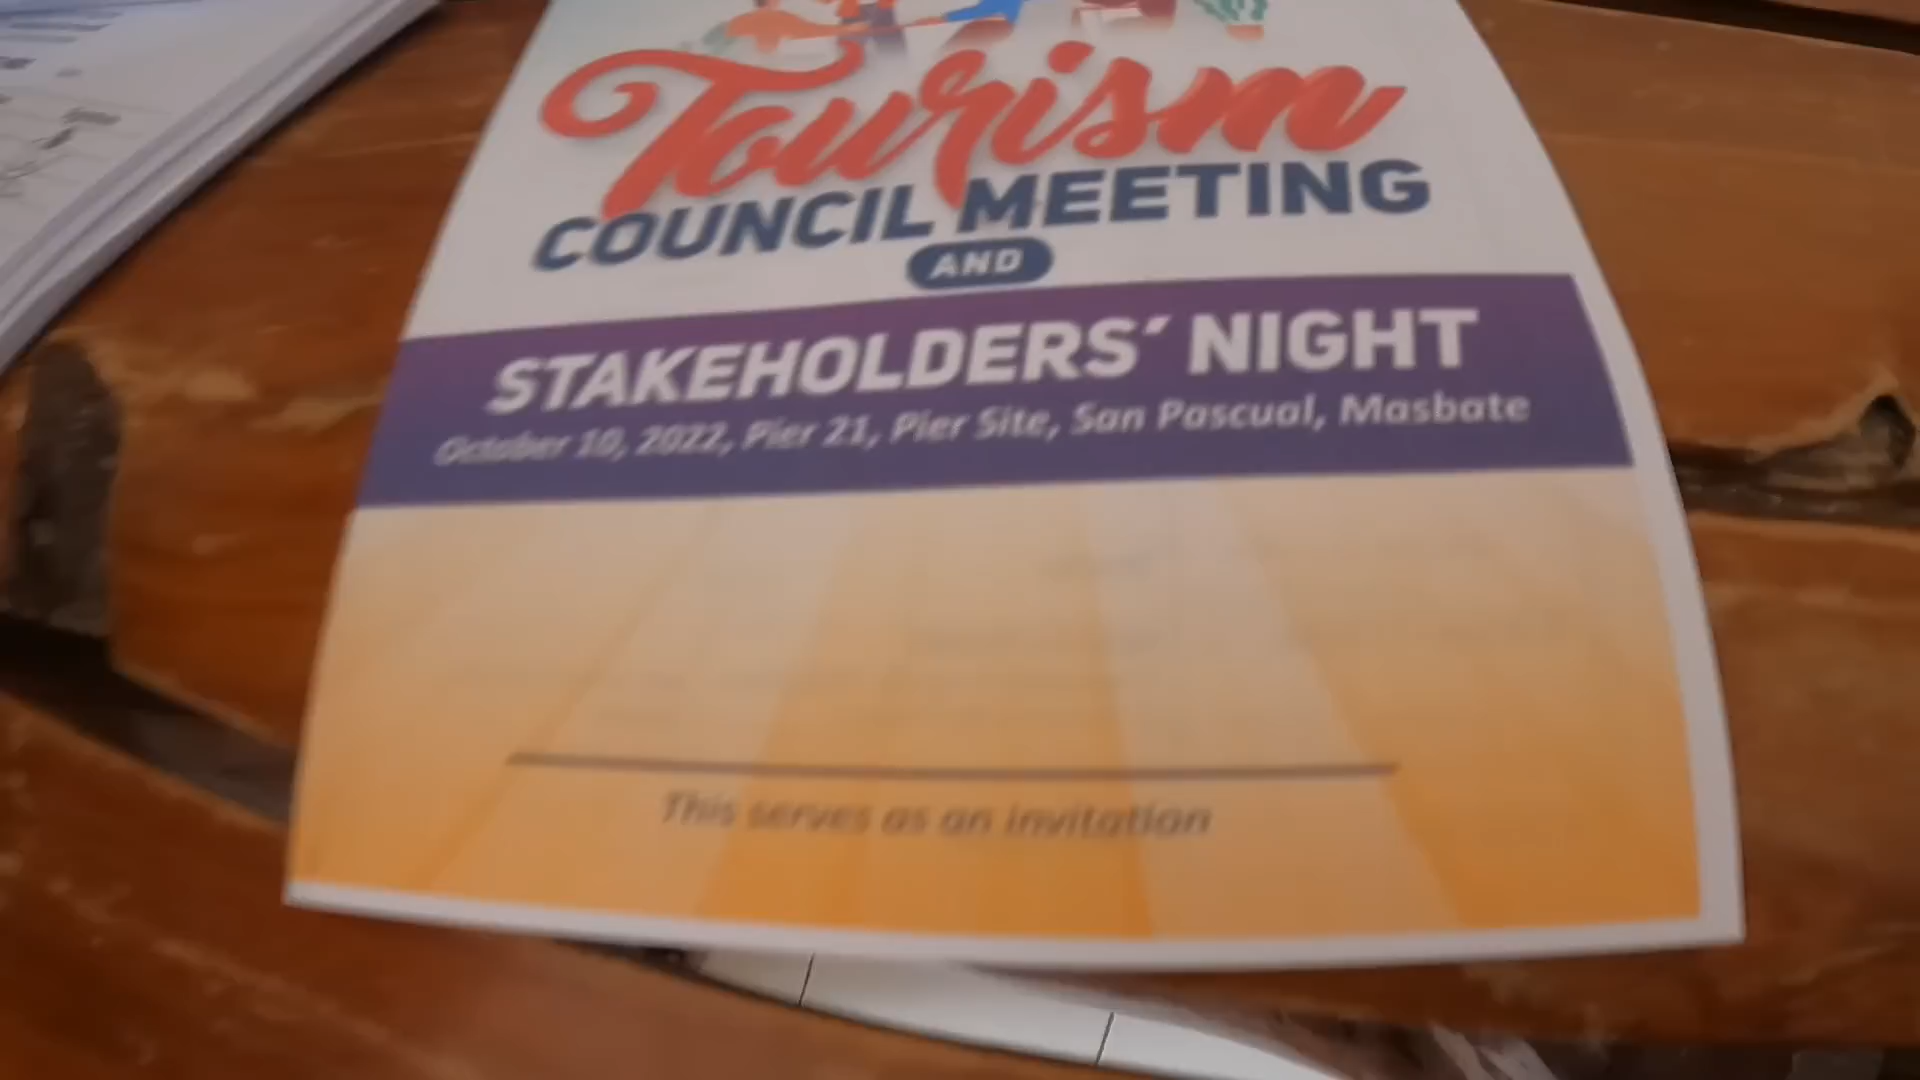 Tourism
COUNCIL MEETING
AND
STAKEHOLDERS' NIGHT
October 10, 2022, Pier 21, Pier Site, San Pascual, Masbate
This serves as an invitation